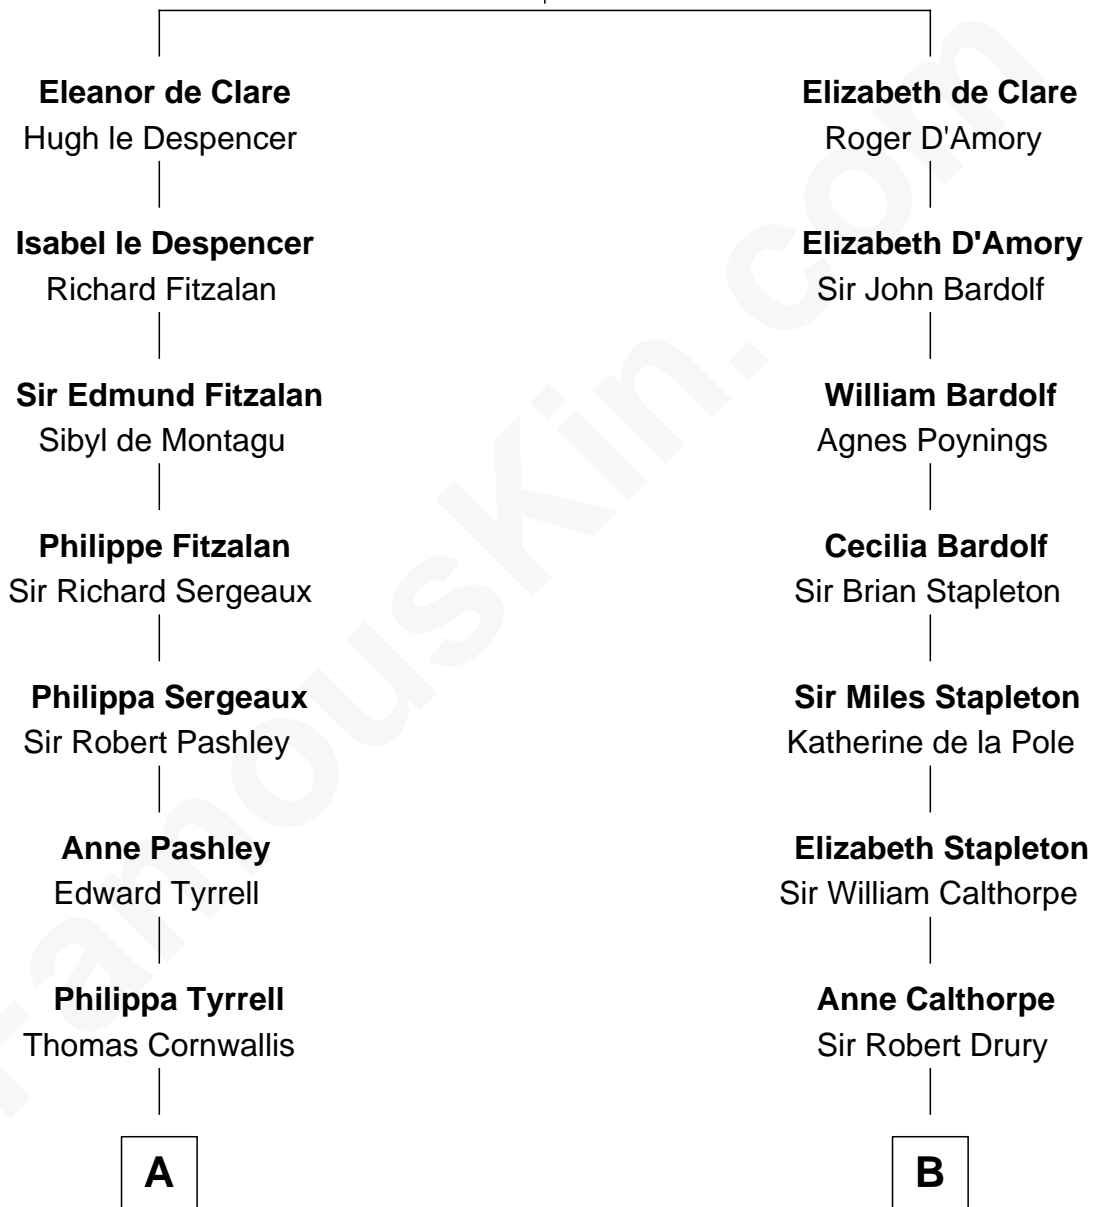 Eleanor de Clare
Hugh le Despencer
Isabel le Despencer
Richard Fitzalan
Sir Edmund Fitzalan
Sibyl de Montagu
Philippe Fitzalan
Sir Richard Sergeaux
Philippa Sergeaux
Sir Robert Pashley
Anne Pashley
Edward Tyrrell
Philippa Tyrrell
Thomas Cornwallis
A
Elizabeth de Clare
Roger D'Amory
Elizabeth D'Amory
Sir John Bardolf
William Bardolf
Agnes Poynings
Cecilia Bardolf
Sir Brian Stapleton
Sir Miles Stapleton
Katherine de la Pole
Elizabeth Stapleton
Sir William Calthorpe
Anne Calthorpe
Sir Robert Drury
B
FamousKin.com